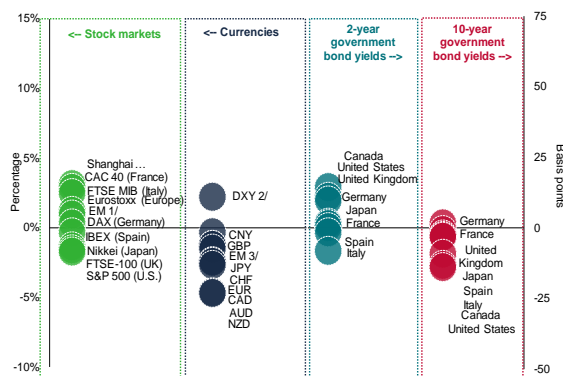 15%
10%
5%
0%
-5%
-10%
Percentage
<-- Stock markets
Shanghai ...
CAC 40 (France)
FTSE MIB (Italy)
Eurostoxx (Europe)
EM 1/
DAX (Germany)
IBEX (Spain)
Nikkei (Japan)
FTSE-100 (UK)
S&P 500 (U.S.)
<-- Currencies
DXY 2/
CNY
GBP
EM 3/
JPY
CHF
EUR
CAD
AUD
NZD
2-year
government
bond yields -->
Canada
United States
United Kingdom
Germany
Japan
France
Spain
Italy
10-year
government
bond yields -->
Germany
France
United
Kingdom
Japan
Spain
Italy
Canada
United States
75
50
25
0
-25
-50
Basis points